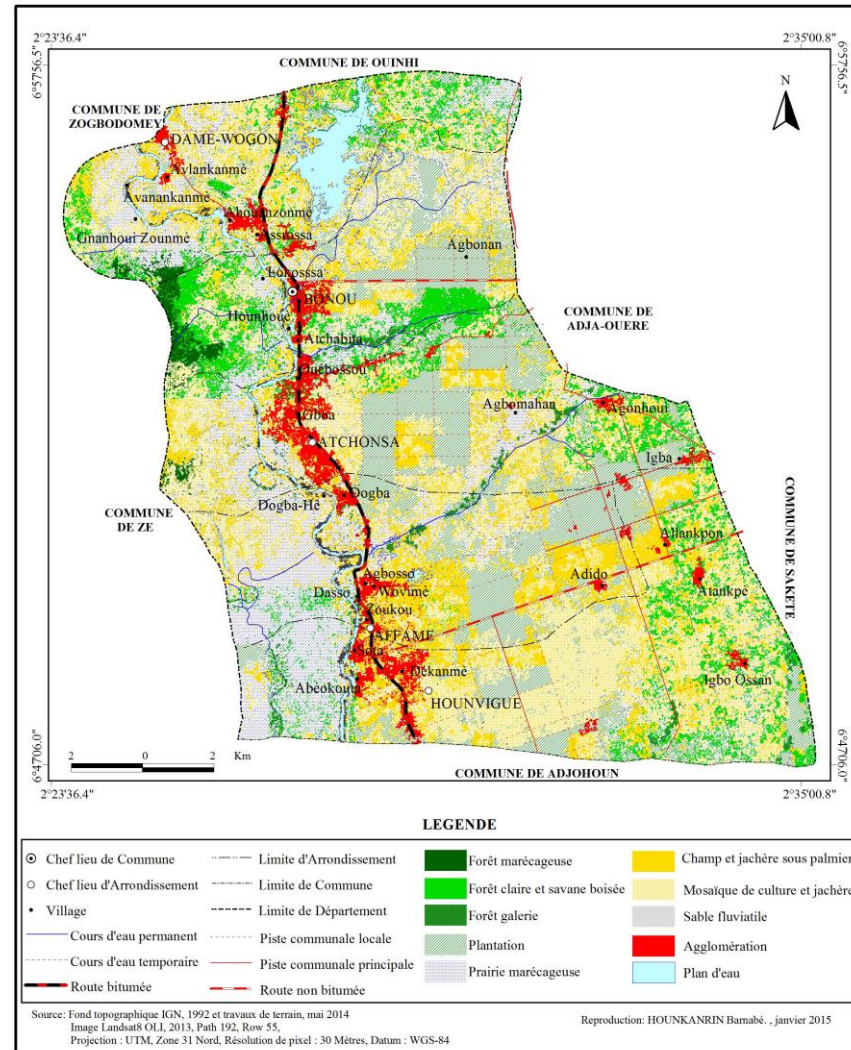 2°23'36.4"
2°35'00.8"
6°57'56.5"
6°57'56.5"
COMMUNE DE OUINHI
N
COMMUNE DE
ZOGBODOMEY
DAME-WOGON
Avlankanmè
Avanankanmè
Ahouanzonmè
Assrossa
Gnanhoui Zounmè
Agbonan
Lokosssa
BONOU
COMMUNE DE
ADJA-OUERE
Hounhoué
Atchabita
Ouébossou
Gboa
Agbomahan
Agonhoui
ATCHONSA
Igba
COMMUNE DE SAKETE
Dogba-Hê
Dogba
COMMUNE
DE ZE
Allankpon
Agbosso
Adido
Atankpé
Dasso
Wovimè
Zoukou
AFFAME
Sota
Dékanmè
Igbo Ossan
Abeokouta
HOUNVIGUE
6°47'06.0"
6°47'06.0"
2 0 2 Km
COMMUNE DE ADJOHOUN
2°23'36.4"
2°35'00.8"
LEGENDE
Chef lieu de Commune
Chef lieu d'Arrondissement
Village
Cours d'eau permanent
Cours d'eau temporaire
Route bitumée
Limite d'Arrondissement
Limite de Commune
Limite de Département
Piste communale locale
Piste communale principale
Route non bitumée
Forêt marécageuse
Forêt claire et savane boisée
Forêt galerie
Plantation
Prairie marécageuse
Champ et jachère sous palmier
Mosaïque de culture et jachère
Sable fluviatile
Agglomération
Plan d'eau
Source: Fond topographique IGN, 1992 et travaux de terrain, mai 2014
Image Landsat8 OLI, 2013, Path 192, Row 55,
Projection : UTM, Zone 31 Nord, Résolution de pixel : 30 Mètres, Datum : WGS-84
Reproduction: HOUNKANRIN Barnabé. , janvier 2015